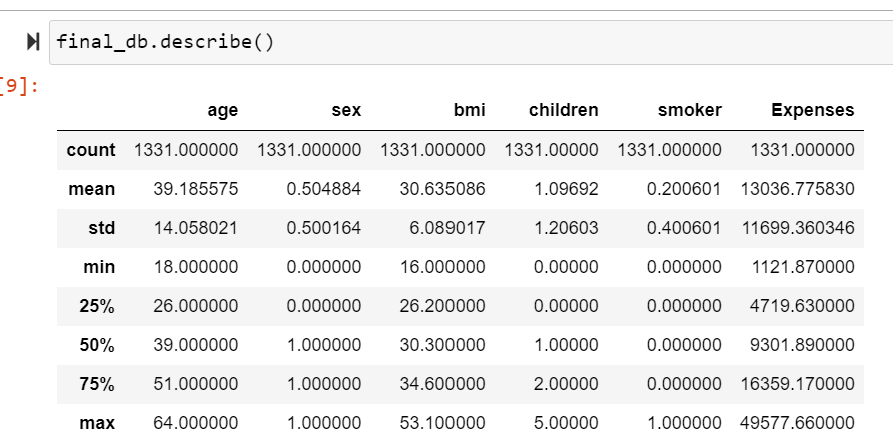 final_db.describe()
[9]:
age sex bmi children smoker Expenses
count 1331.000000 1331.000000 1331.000000 1331.00000 1331.000000 1331.000000
mean 39.185575 0.504884 30.635086 1.09692 0.200601 13036.775830
std 14.058021 0.500164 6.089017 1.20603 0.400601 11699.360346
min 18.000000 0.000000 16.000000 0.00000 0.000000 1121.870000
25% 26.000000 0.000000 26.200000 0.00000 0.000000 4719.630000
50% 39.000000 1.000000 30.300000 1.00000 0.000000 9301.890000
75% 51.000000 1.000000 34.600000 2.00000 0.000000 16359.170000
max 64.000000 1.000000 53.100000 5.00000 1.000000 49577.660000